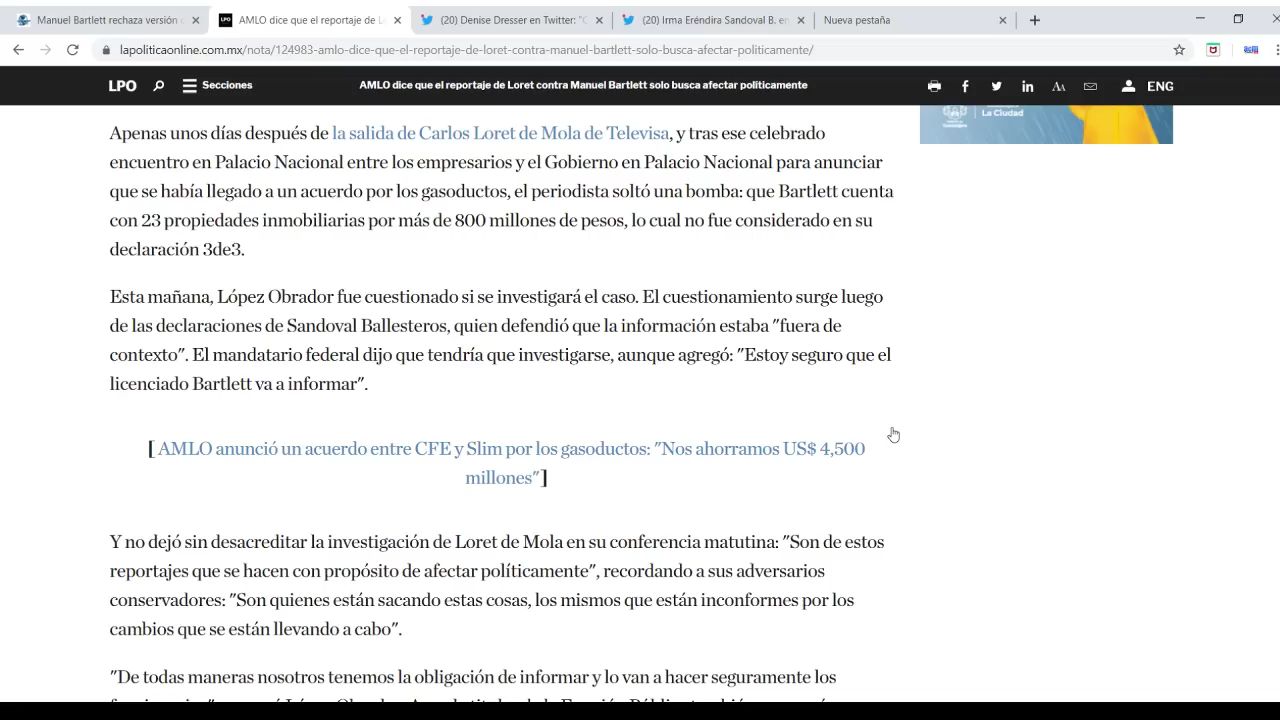 Manuel Bartlett rechaza versión
AMLO dice que el reportaje de L
(20) Denise Dresser en Twitter: "C
(20) Irma Eréndira Sandoval B. en
Nueva pestaña
lapoliticaonline.com.mx/nota/124983-amlo-dice-que-el-reportaje-de-loret-contra-manuel-bartlett-solo-busca-afectar-politicamente/
LPO Secciones AMLO dice que el reportaje de Loret contra Manuel Bartlett solo busca afectar políticamente AA ENG
La Ciudad
Apenas unos días después de la salida de Carlos Loret de Mola de Televisa, y tras ese celebrado
encuentro en Palacio Nacional entre los empresarios y el Gobierno en Palacio Nacional para anunciar
que se había llegado a un acuerdo por los gasoductos, el periodista soltó una bomba: que Bartlett cuenta
con 23 propiedades inmobiliarias por más de 800 millones de pesos, lo cual no fue considerado en su
declaración 3de3.
Esta mañana, López Obrador fue cuestionado si se investigará el caso. El cuestionamiento surge luego
de las declaraciones de Sandoval Ballesteros, quien defendió que la información estaba "fuera de
contexto". El mandatario federal dijo que tendría que investigarse, aunque agregó: "Estoy seguro que el
licenciado Bartlett va a informar".
[ AMLO anunció un acuerdo entre CFE y Slim por los gasoductos: "Nos ahorramos US$ 4,500
millones"]
Y no dejó sin desacreditar la investigación de Loret de Mola en su conferencia matutina: "Son de estos
reportajes que se hacen con propósito de afectar políticamente", recordando a sus adversarios
conservadores: "Son quienes están sacando estas cosas, los mismos que están inconformes por los
cambios que se están llevando a cabo".
"De todas maneras nosotros tenemos la obligación de informar y lo van a hacer seguramente los